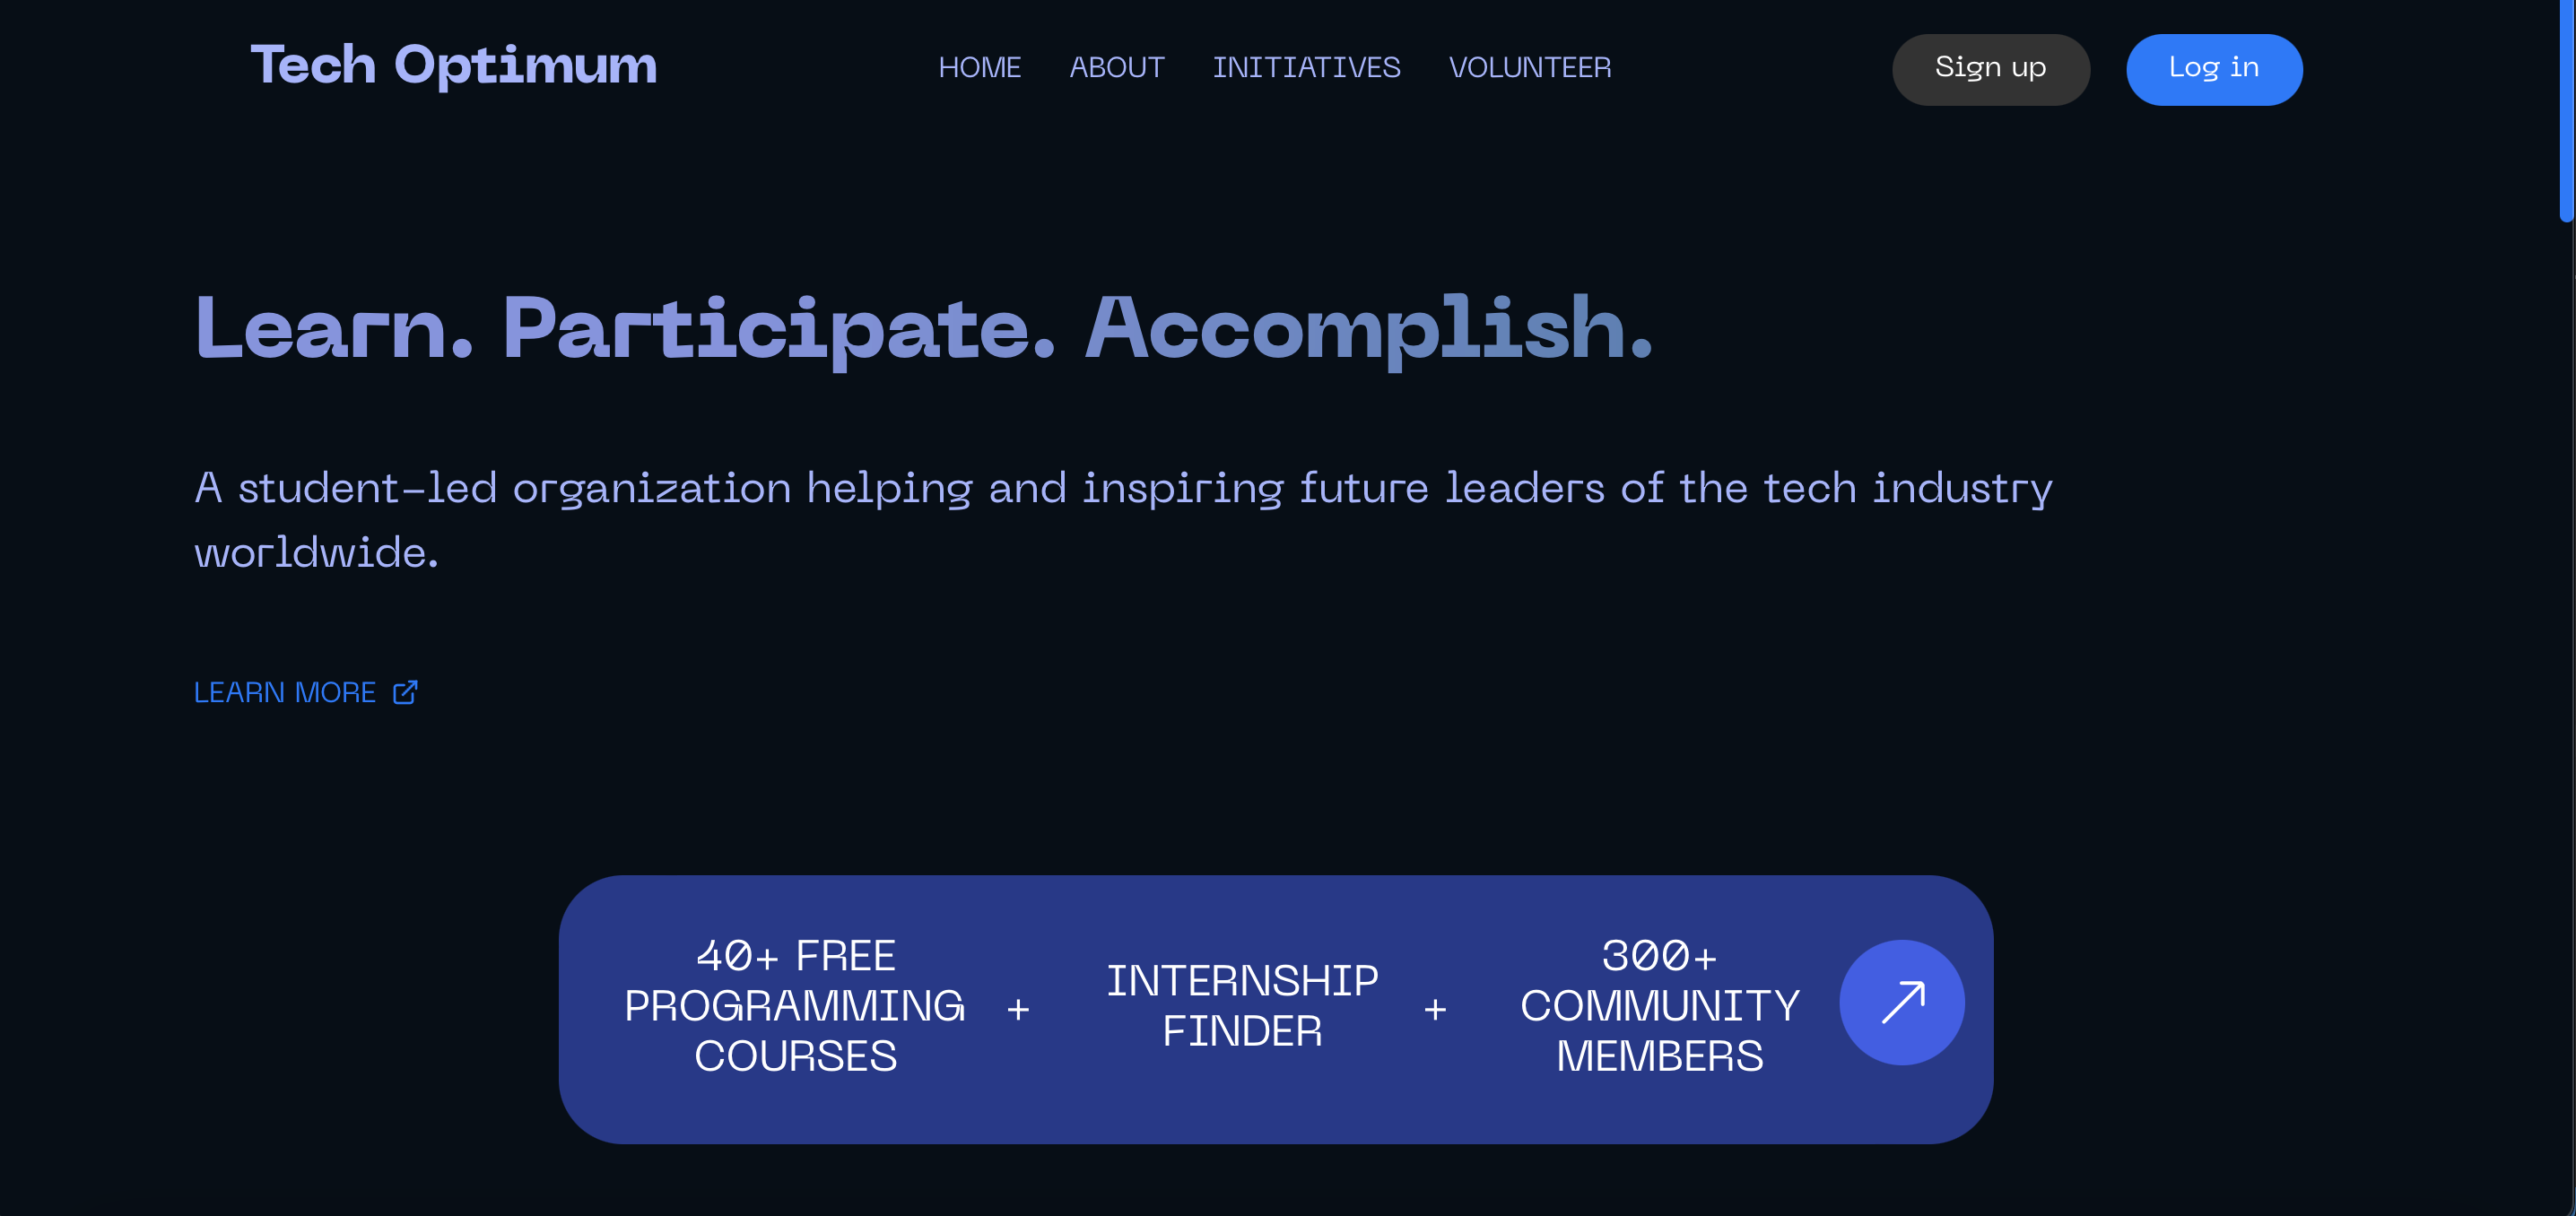 Tech Optimum
HOME ABOUT INITIATIVES VOLUNTEER
Sign up Log in
Learn. Participate. Accomplish.
A student-led organization helping and inspiring future leaders of the tech industry
worldwide.
LEARN MORE
40+ FREE
PROGRAMMING
COURSES
+
INTERNSHIP
FINDER
+
300+
COMMUNITY
MEMBERS